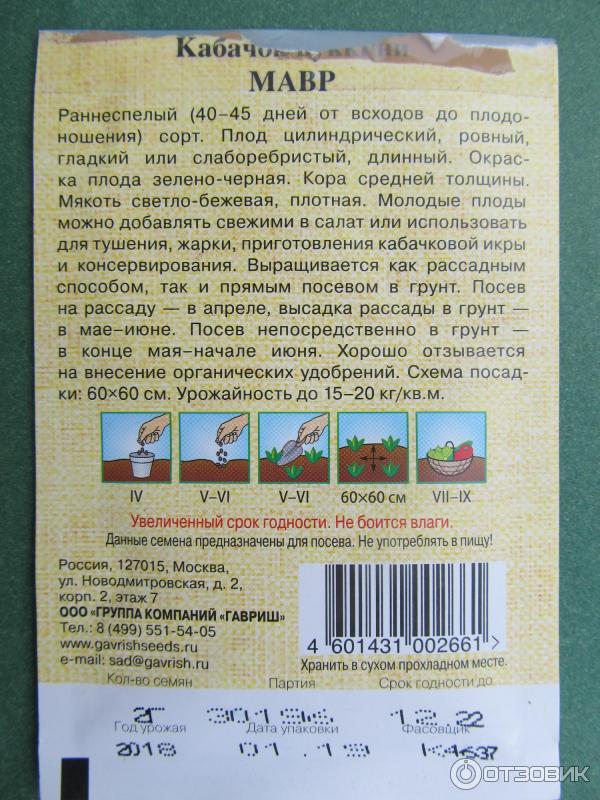 Кабачок цуккини
МАВР
Раннеспелый (40–45 дней от всходов до плодо-
ношения) сорт. Плод цилиндрический, ровный,
гладкий или слаборебристый, длинный. Окрас-
ка плода зелено-черная. Кора средней толщины.
Мякоть светло-бежевая, плотная. Молодые плоды
можно добавлять свежими в салат или использовать
для тушения, жарки, приготовления кабачковой икры
и консервирования. Выращивается как рассадным
способом, так и прямым посевом в грунт. Посев
на рассаду — в апреле, высадка рассады в грунт —
в мае–июне. Посев непосредственно в грунт —
в конце мая–начале июня. Хорошо отзывается
на внесение органических удобрений. Схема посад-
ки: 60×60 см. Урожайность до 15–20 кг/кв.м.
IV V–VI V–VI 60×60 см VII–IX
Увеличенный срок годности. Не боится влаги.
Данные семена предназначены для посева. Не употреблять в пищу!
Россия, 127015, Москва,
ул. Новодмитровская, д. 2,
корп. 2, этаж 7
ООО «ГРУППА КОМПАНИЙ «ГАВРИШ»
Тел.: 8 (499) 551-54-05
www.gavrishseeds.ru
e-mail: sad@gavrish.ru
4 601431 002661 >
Хранить в сухом прохладном месте.
Кол-во семян Партия Срок годности до
12.22
Год урожая Дата упаковки Фасовщик
2018 01.19
ОТЗОВИК